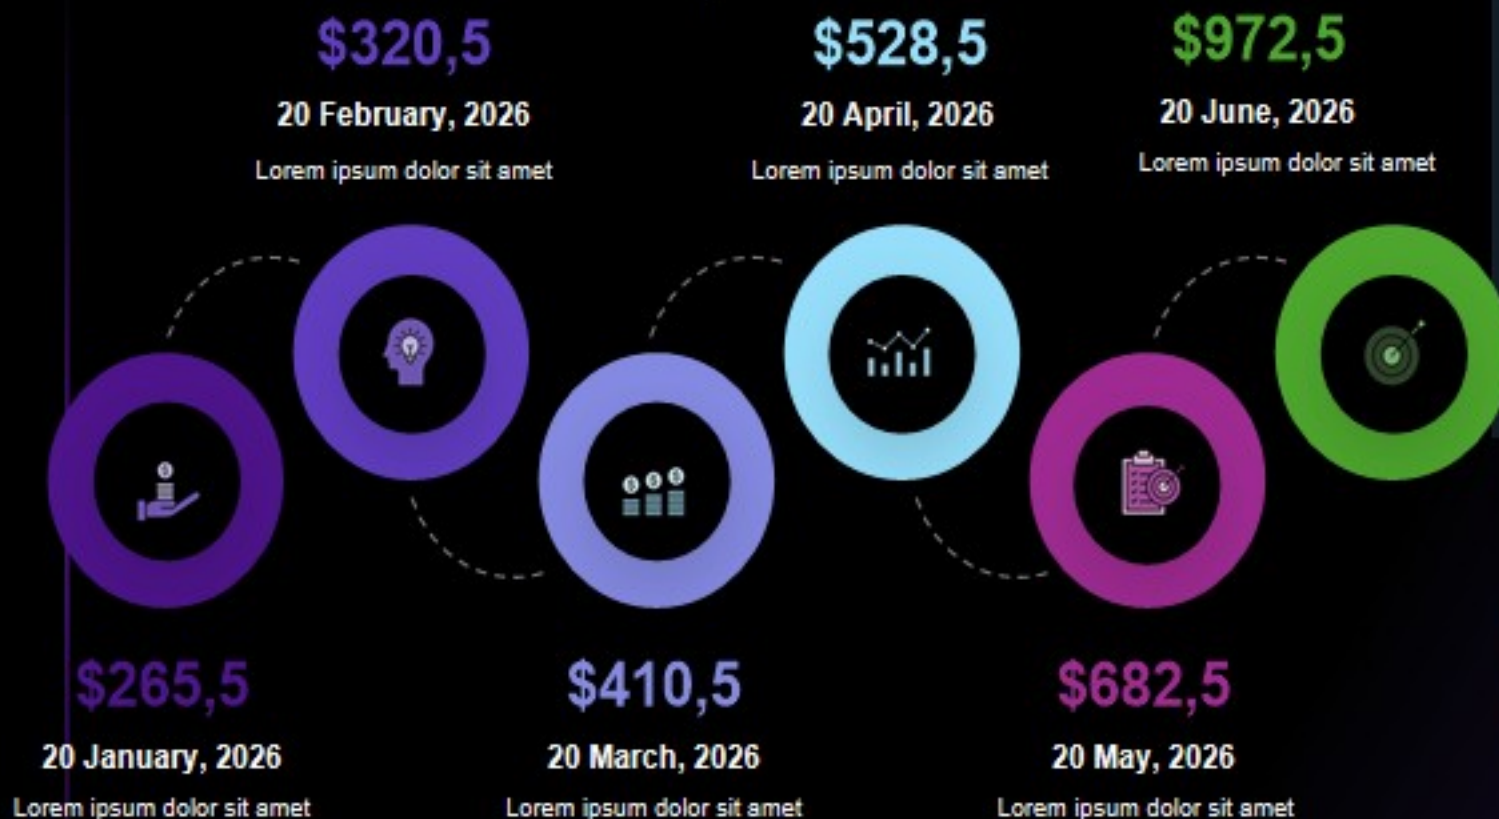 $320,5
20 February, 2026
Lorem ipsum dolor sit amet
$528,5
20 April, 2026
Lorem ipsum dolor sit amet
$972,5
20 June, 2026
Lorem ipsum dolor sit amet
$265,5
20 January, 2026
Lorem ipsum dolor sit amet
$410,5
20 March, 2026
Lorem ipsum dolor sit amet
$682,5
20 May, 2026
Lorem ipsum dolor sit amet